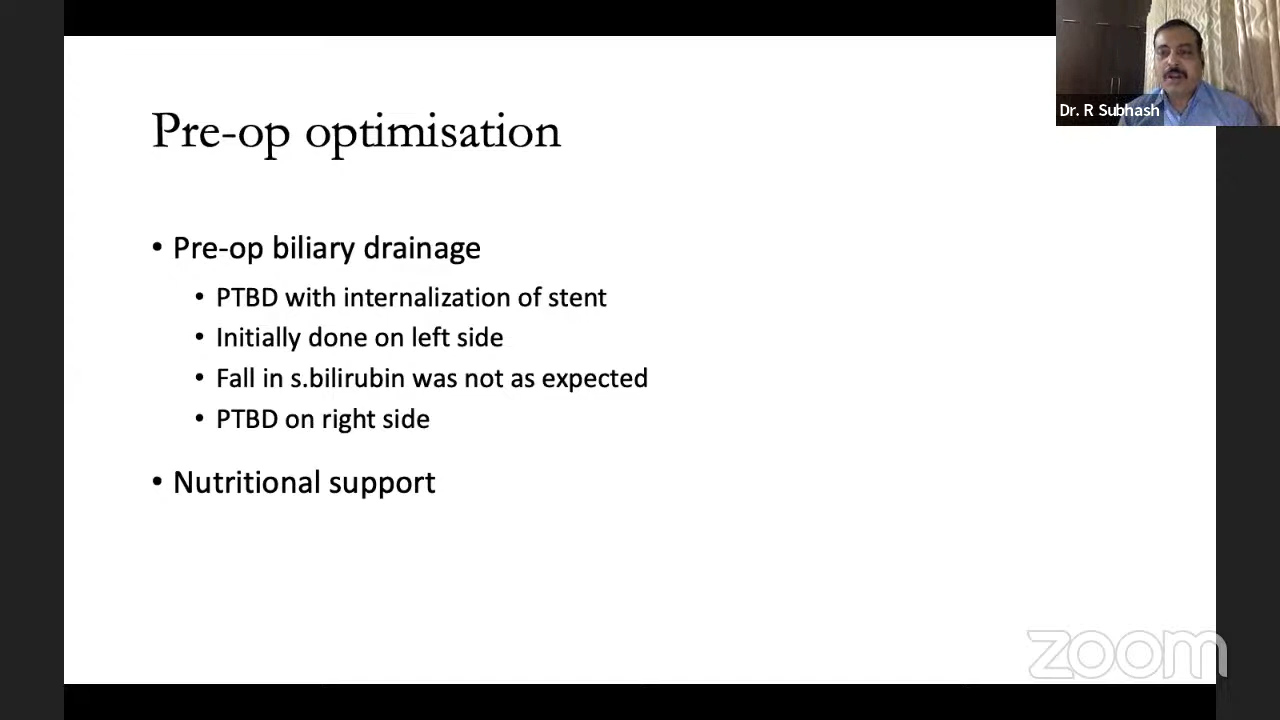 Pre-op optimisation
• Pre-op biliary drainage
• PTBD with internalization of stent
• Initially done on left side
• Fall in s.bilirubin was not as expected
• PTBD on right side
• Nutritional support
Dr. R Subhash
zoom